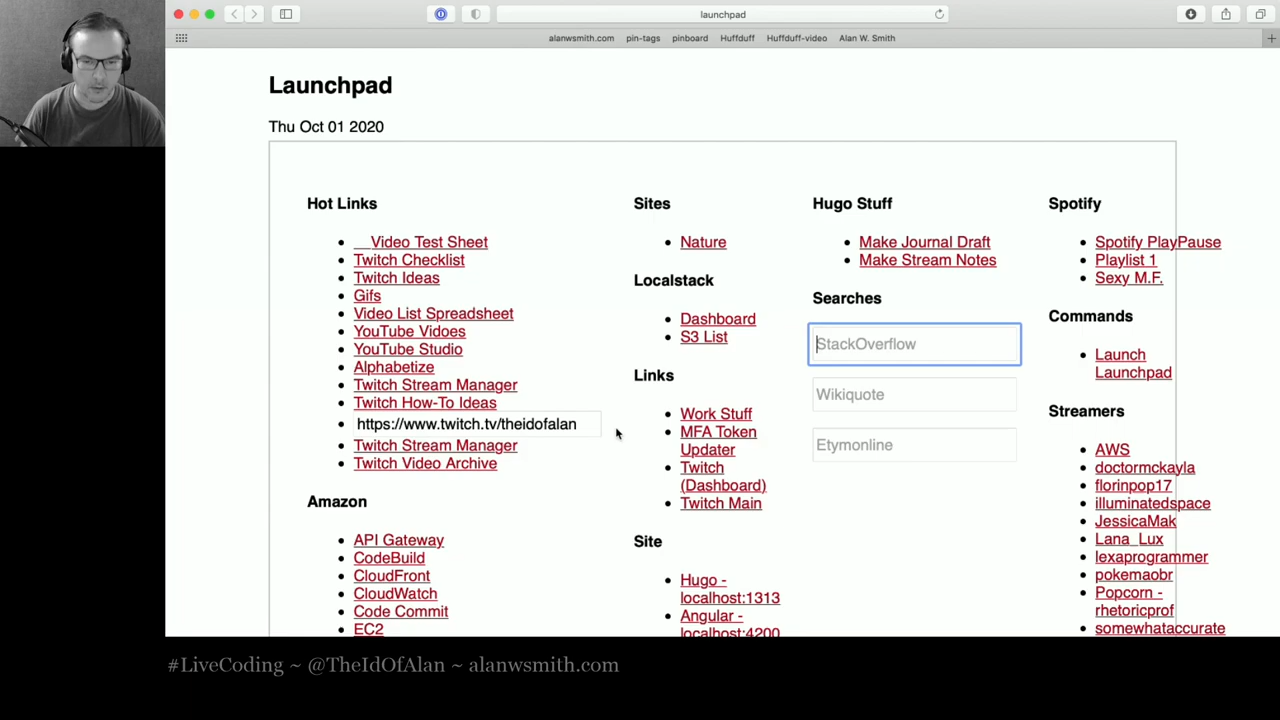 launchpad
alanwsmith.com pin-tags pinboard Huffduff Huffduff-video Alan W. Smith
Launchpad
Thu Oct 01 2020
Hot Links
__Video Test Sheet
Twitch Checklist
Twitch Ideas
Gifs
Video List Spreadsheet
YouTube Vidoes
YouTube Studio
Alphabetize
Twitch Stream Manager
Twitch How-To Ideas
https://www.twitch.tv/theidofalan
Twitch Stream Manager
Twitch Video Archive
Amazon
API Gateway
CodeBuild
CloudFront
CloudWatch
Code Commit
EC2
Sites
Nature
Localstack
Dashboard
S3 List
Links
Work Stuff
MFA Token
Updater
Twitch
(Dashboard)
Twitch Main
Site
Hugo -
localhost:1313
Angular -
localhost:4200
Hugo Stuff
Make Journal Draft
Make Stream Notes
Searches
StackOverflow
Wikiquote
Etymonline
Spotify
Spotify PlayPause
Playlist 1
Sexy M.F.
Commands
Launch
Launchpad
Streamers
AWS
doctormckayla
florinpop17
illuminatedspace
JessicaMak
Lana_Lux
lexaprogrammer
pokemaobr
Popcorn -
rhetoricprof
somewhataccurate
#LiveCoding ~ @TheIdOfAlan ~ alanwsmith.com